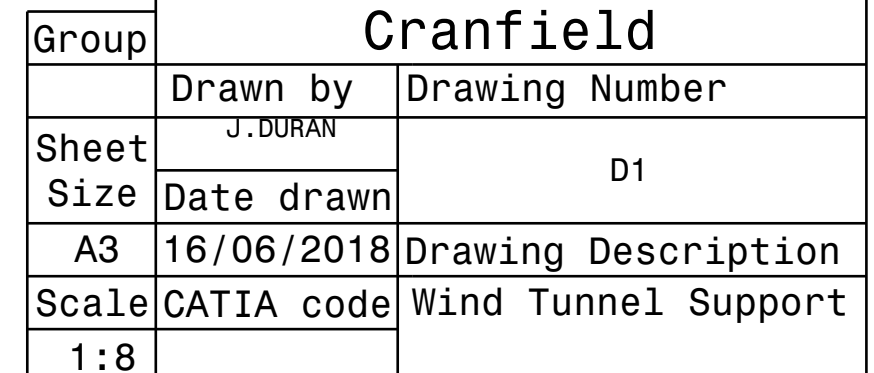 Group
Cranfield
Drawn by
Drawing Number
J.DURAN
Sheet
Size
D1
Date drawn
A3
16/06/2018
Drawing Description
Scale
CATIA code
Wind Tunnel Support
1:8